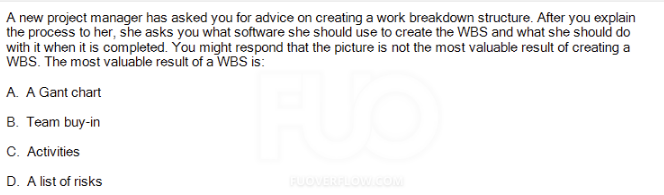 A new project manager has asked you for advice on creating a work breakdown structure. After you explain
the process to her, she asks you what software she should use to create the WBS and what she should do
with it when it is completed. You might respond that the picture is not the most valuable result of creating a
WBS. The most valuable result of a WBS is:
A. A Gant chart
B. Team buy-in
C. Activities
D. A list of risks
FUO
FUOVERFLOW.COM